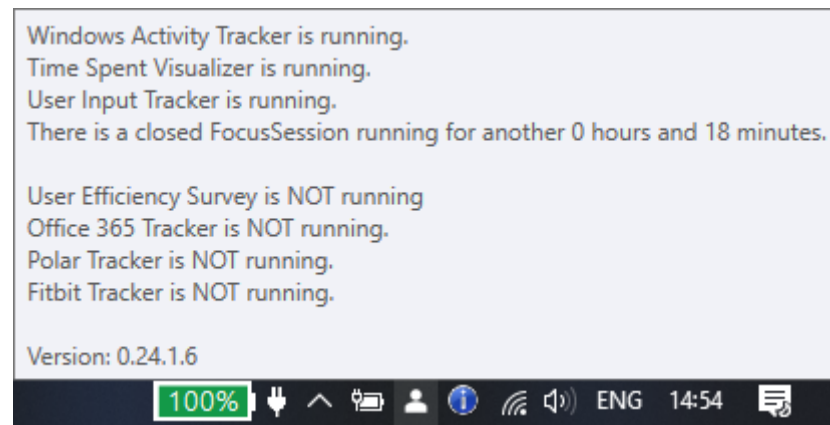 Windows Activity Tracker is running.
Time Spent Visualizer is running.
User Input Tracker is running.
There is a closed FocusSession running for another 0 hours and 18 minutes.
User Efficiency Survey is NOT running
Office 365 Tracker is NOT running.
Polar Tracker is NOT running.
Fitbit Tracker is NOT running.
Version: 0.24.1.6
100% ENG 14:54